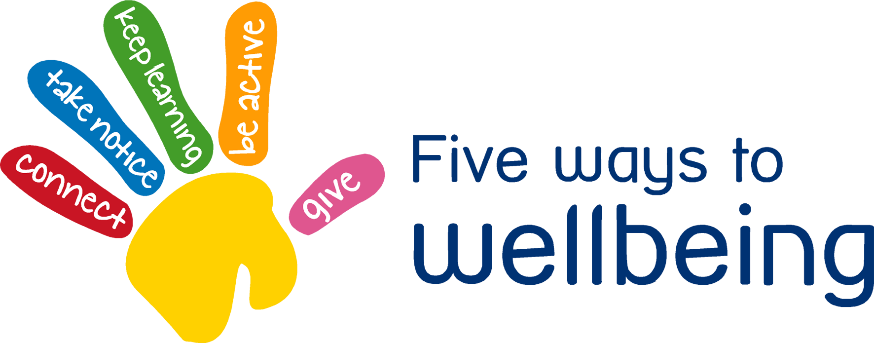 connect
take notice
keep learning
be active
give
Five ways to
wellbeing